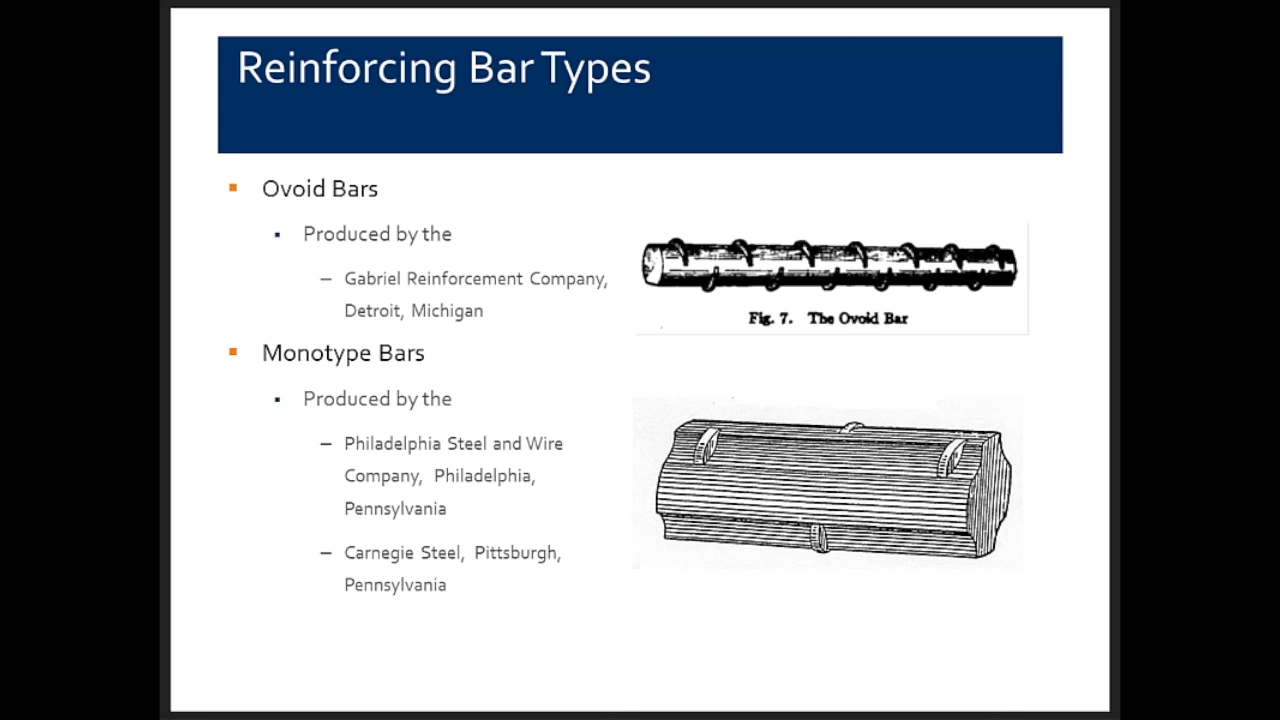 Reinforcing Bar Types
Ovoid Bars
Produced by the
– Gabriel Reinforcement Company,
Detroit, Michigan
Fig. 7. The Ovoid Bar
Monotype Bars
Produced by the
– Philadelphia Steel and Wire
Company, Philadelphia,
Pennsylvania
– Carnegie Steel, Pittsburgh,
Pennsylvania